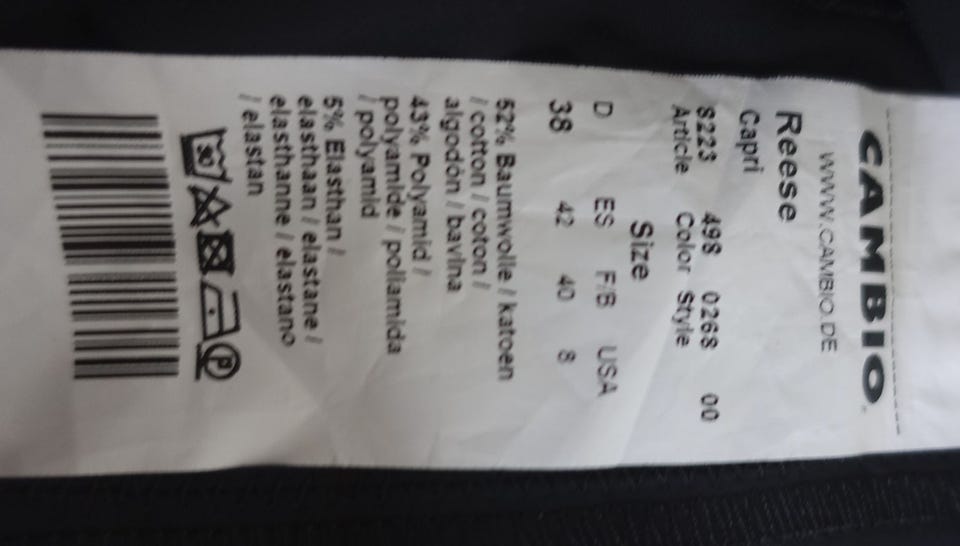 CAMBIO
WWW.CAMBIO.DE
Reese
Capri
8223 498 0268 00
Article Color Style
Size
D ES F/B USA
38 42 40 8
52% Baumwolle / katoen
/ cotton / coton /
algodón / bavlna
43% Polyamid /
polyamide / poliamida
/ polyamid
5% Elasthan /
elasthaan / elastane /
elasthanne / elastano
/ elastan
30
P